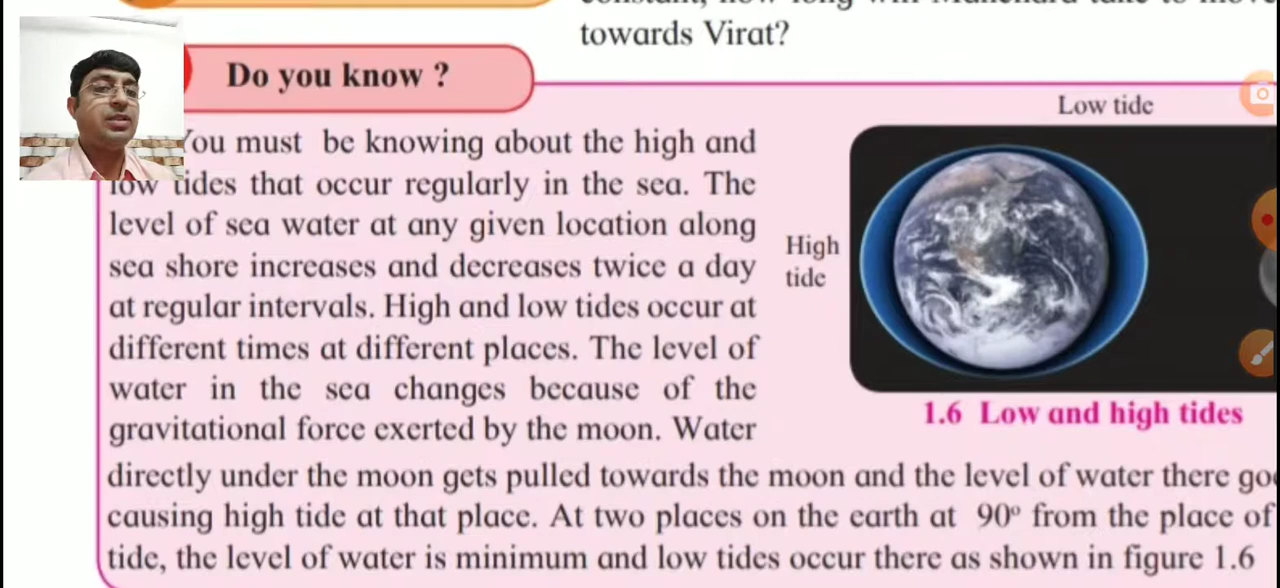 towards Virat?
Do you know ?
You must be knowing about the high and
low tides that occur regularly in the sea. The
level of sea water at any given location along
sea shore increases and decreases twice a day
at regular intervals. High and low tides occur at
different times at different places. The level of
water in the sea changes because of the
gravitational force exerted by the moon. Water
directly under the moon gets pulled towards the moon and the level of water there
causing high tide at that place. At two places on the earth at 90º from the place of
tide, the level of water is minimum and low tides occur there as shown in figure 1.6
Low tide
High
tide
1.6 Low and high tides